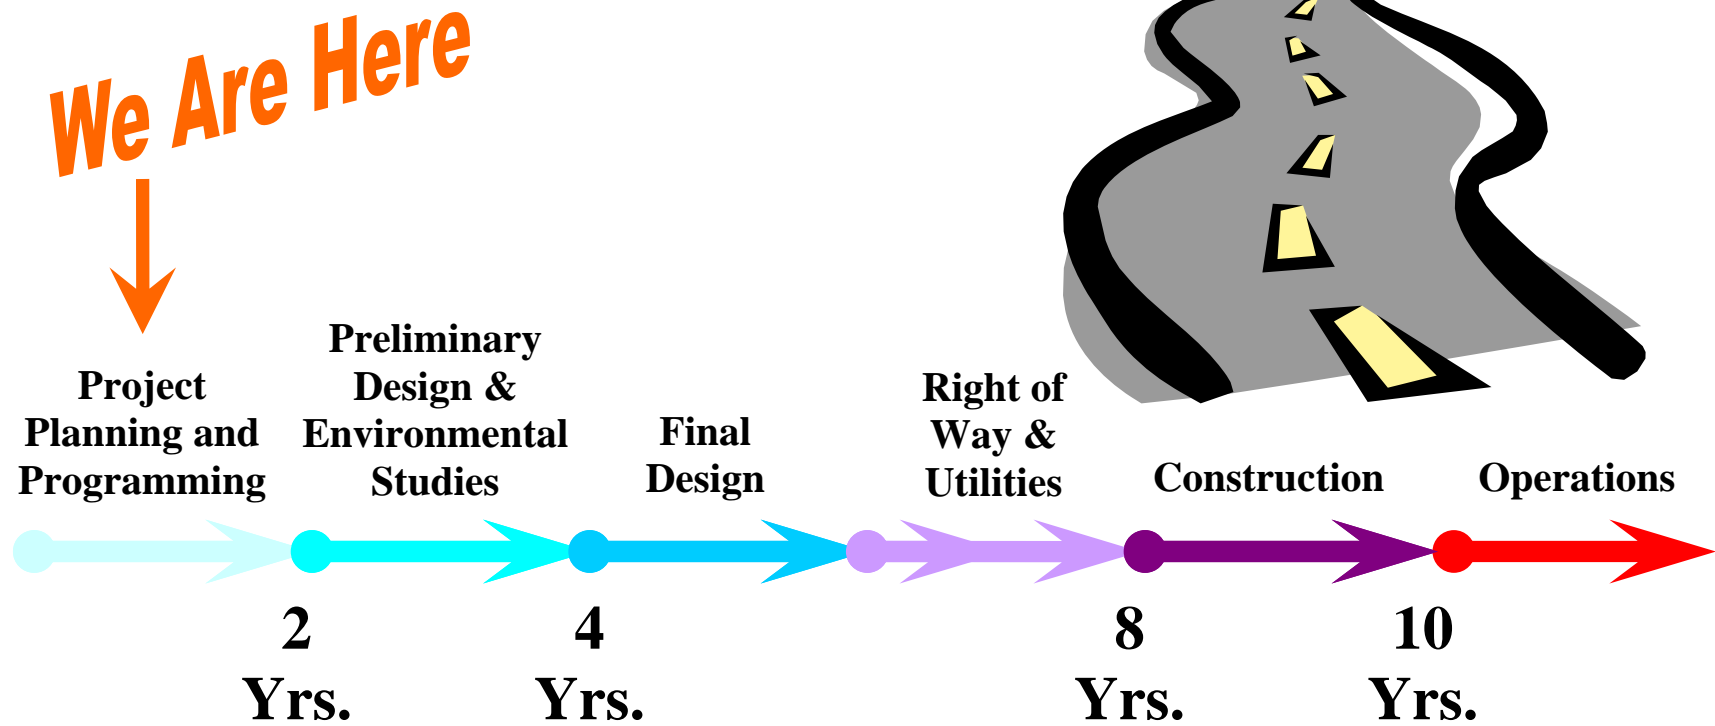 We Are Here
Project
Planning and
Programming
Preliminary
Design &
Environmental
Studies
Final
Design
Right of
Way &
Utilities
Construction
Operations
2
Yrs.
4
Yrs.
8
Yrs.
10
Yrs.